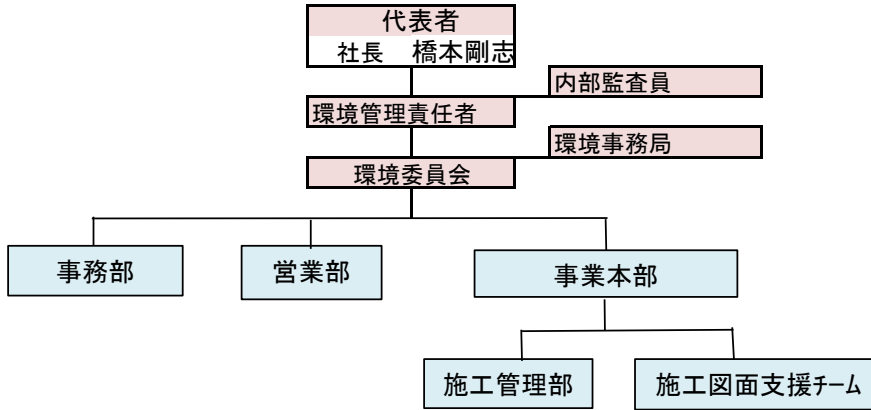 代表者
社長　橋本剛志
内部監査員
環境管理責任者
環境事務局
環境委員会
事務部
営業部
事業本部
施工管理部
施工図面支援ﾁｰﾑ